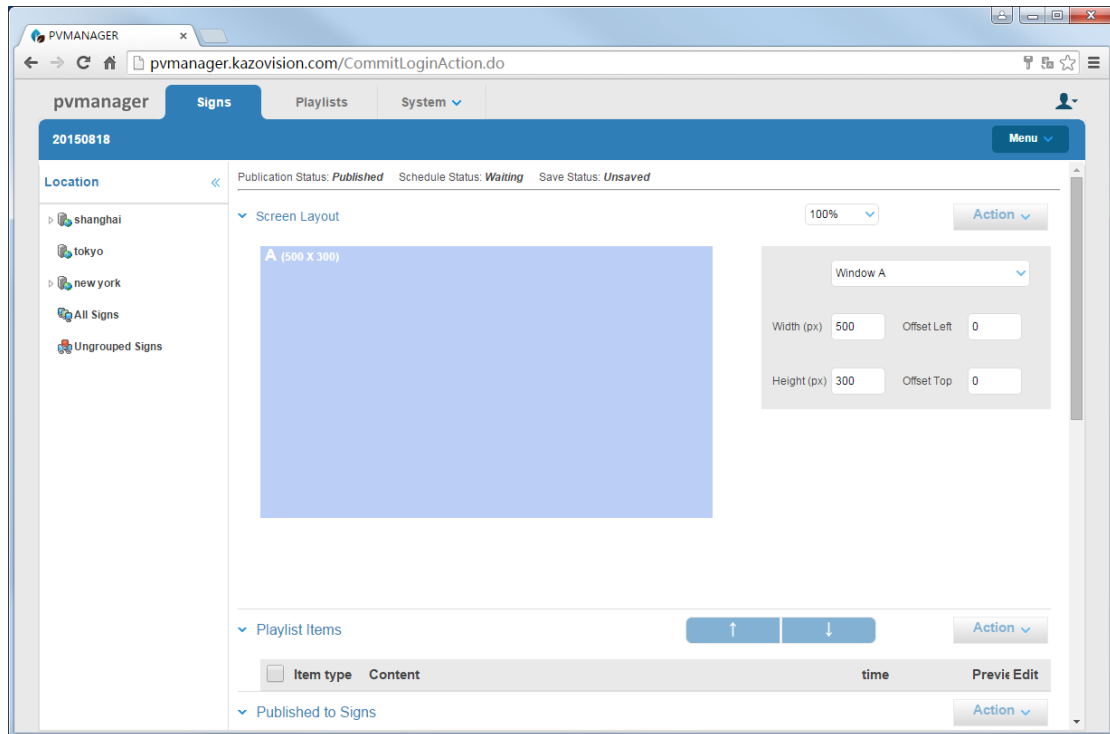 PVMANAGER
pvmanager.kazovision.com/CommitLoginAction.do
pvmanager Signs Playlists System
20150818 Menu
Location
Publication Status: Published Schedule Status: Waiting Save Status: Unsaved
shanghai
tokyo
new york
All Signs
Ungrouped Signs
Screen Layout 100% Action
A (500 X 300)
Window A
Width (px) 500 Offset Left 0
Height (px) 300 Offset Top 0
Playlist Items ↑ ↓ Action
Item type Content time Previe Edit
Published to Signs Action